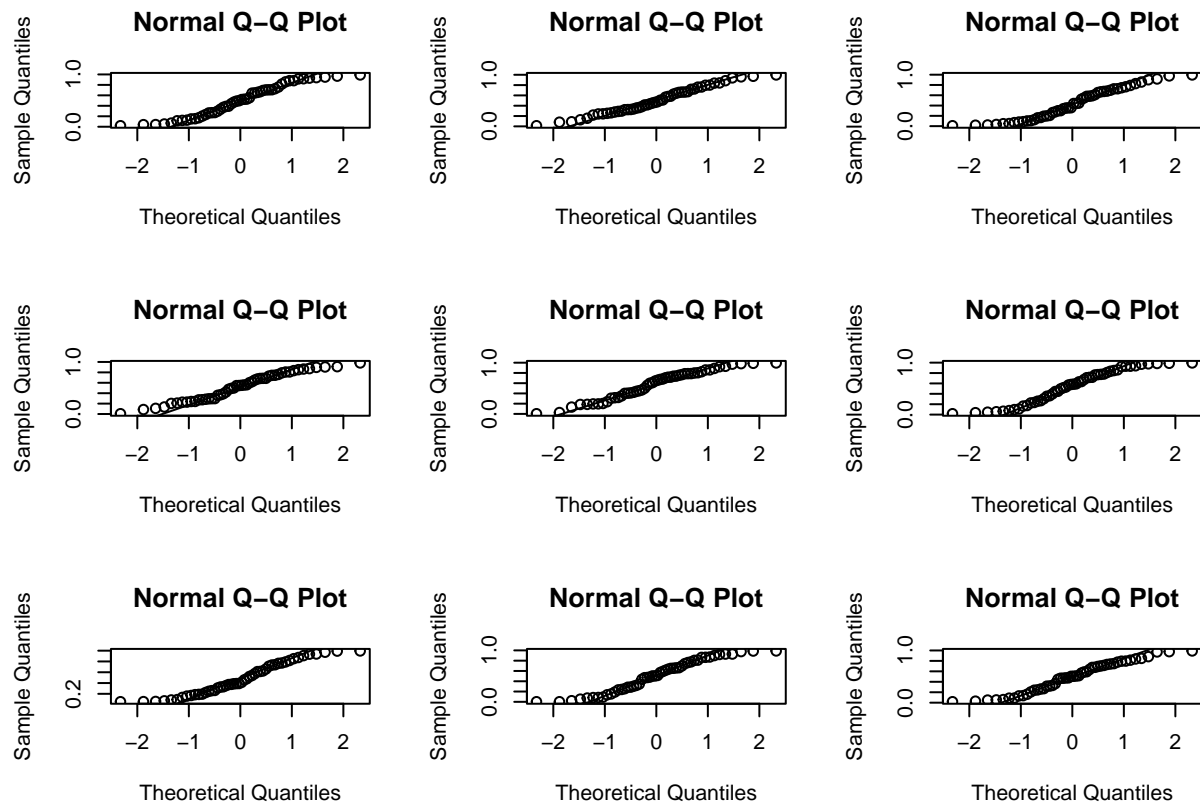 Normal Q−Q Plot
Sample Quantiles
1.0
0.0
−2 −1 0 1 2
Theoretical Quantiles
Normal Q−Q Plot
Sample Quantiles
1.0
0.0
−2 −1 0 1 2
Theoretical Quantiles
Normal Q−Q Plot
Sample Quantiles
1.0
0.0
−2 −1 0 1 2
Theoretical Quantiles
Normal Q−Q Plot
Sample Quantiles
1.0
0.0
−2 −1 0 1 2
Theoretical Quantiles
Normal Q−Q Plot
Sample Quantiles
1.0
0.0
−2 −1 0 1 2
Theoretical Quantiles
Normal Q−Q Plot
Sample Quantiles
1.0
0.0
−2 −1 0 1 2
Theoretical Quantiles
Normal Q−Q Plot
Sample Quantiles
0.2
−2 −1 0 1 2
Theoretical Quantiles
Normal Q−Q Plot
Sample Quantiles
1.0
0.0
−2 −1 0 1 2
Theoretical Quantiles
Normal Q−Q Plot
Sample Quantiles
1.0
0.0
−2 −1 0 1 2
Theoretical Quantiles